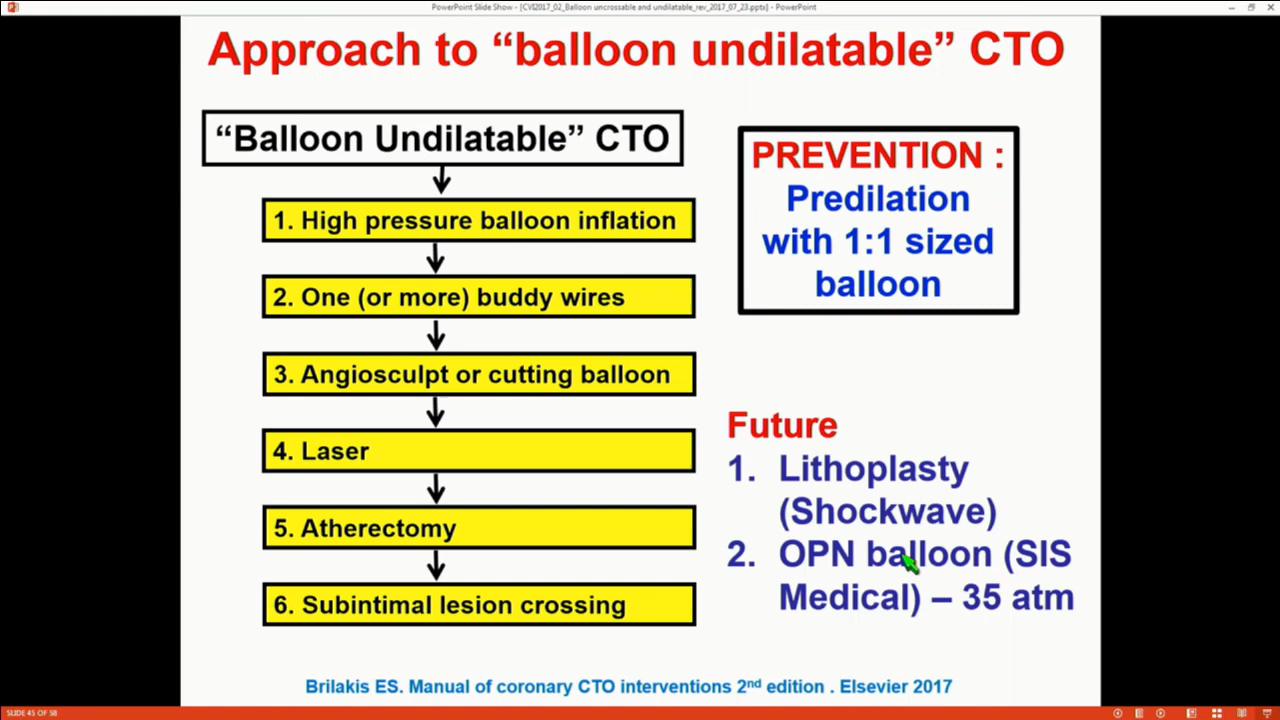 PowerPoint Slide Show - [CVI2017_02_Balloon uncrossable and undilatable_rev_2017_07_23.pptx] - PowerPoint
Approach to “balloon undilatable” CTO
“Balloon Undilatable” CTO
1. High pressure balloon inflation
2. One (or more) buddy wires
3. Angiosculpt or cutting balloon
4. Laser
5. Atherectomy
6. Subintimal lesion crossing
PREVENTION :
Predilation
with 1:1 sized
balloon
Future
1. Lithoplasty
(Shockwave)
2. OPN balloon (SIS
Medical) – 35 atm
Brilakis ES. Manual of coronary CTO interventions 2nd edition . Elsevier 2017
SLIDE 45 OF 58